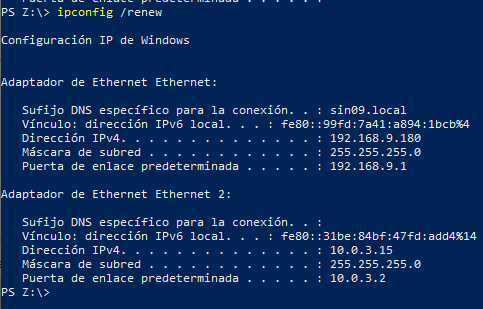 PS Z:\> ipconfig /renew
Configuración IP de Windows
Adaptador de Ethernet Ethernet:
Sufijo DNS específico para la conexión. . : sin09.local
Vínculo: dirección IPv6 local. . . : fe80::99fd:7a41:a894:1bcb%4
Dirección IPv4. . . . . . . . . . . . . . : 192.168.9.180
Máscara de subred . . . . . . . . . . . . : 255.255.255.0
Puerta de enlace predeterminada . . . . . : 192.168.9.1
Adaptador de Ethernet Ethernet 2:
Sufijo DNS específico para la conexión. . :
Vínculo: dirección IPv6 local. . . : fe80::31be:84bf:47fd:add4%14
Dirección IPv4. . . . . . . . . . . . . . : 10.0.3.15
Máscara de subred . . . . . . . . . . . . : 255.255.255.0
Puerta de enlace predeterminada . . . . . : 10.0.3.2
PS Z:\>